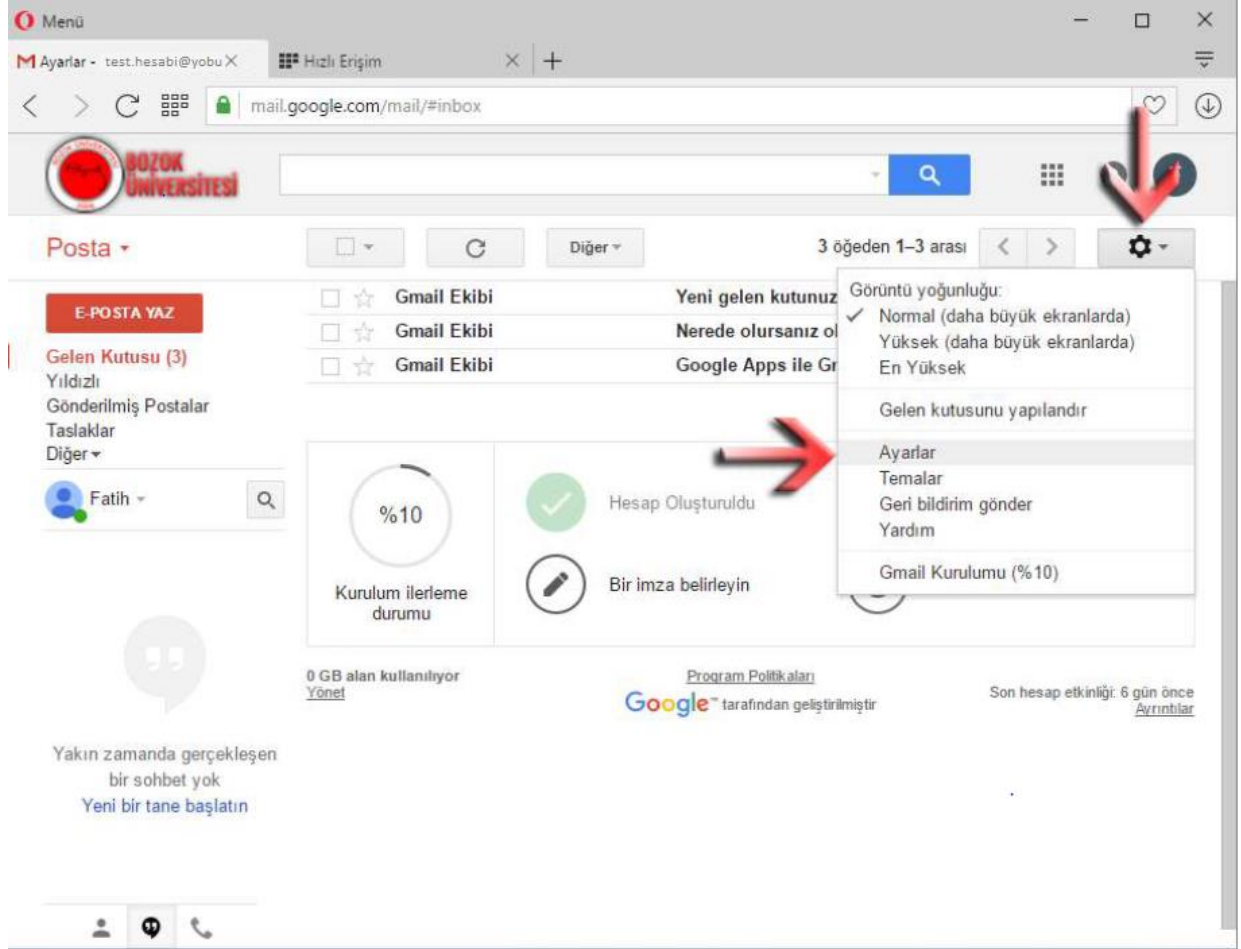 Menü
Ayarlar - test.hesabi@yobu
Hızlı Erişim
mail.google.com/mail/#inbox
BOZOK
ÜNİVERSİTESİ
Posta
Diğer
3 öğeden 1–3 arası
E-POSTA YAZ
Gelen Kutusu (3)
Yıldızlı
Gönderilmiş Postalar
Taslaklar
Diğer
Fatih
Gmail Ekibi Yeni gelen kutunuz
Gmail Ekibi Nerede olursanız ol
Gmail Ekibi Google Apps ile Gr
Görüntü yoğunluğu:
✓ Normal (daha büyük ekranlarda)
Yüksek (daha büyük ekranlarda)
En Yüksek
Gelen kutusunu yapılandır
Ayarlar
Temalar
Geri bildirim gönder
Yardım
Gmail Kurulumu (%10)
%10
Kurulum ilerleme
durumu
Hesap Oluşturuldu
Bir imza belirleyin
0 GB alan kullanılıyor
Yönet
Program Politikaları
Google™ tarafından geliştirilmiştir
Son hesap etkinliği: 6 gün önce
Ayrıntılar
Yakın zamanda gerçekleşen
bir sohbet yok
Yeni bir tane başlatın